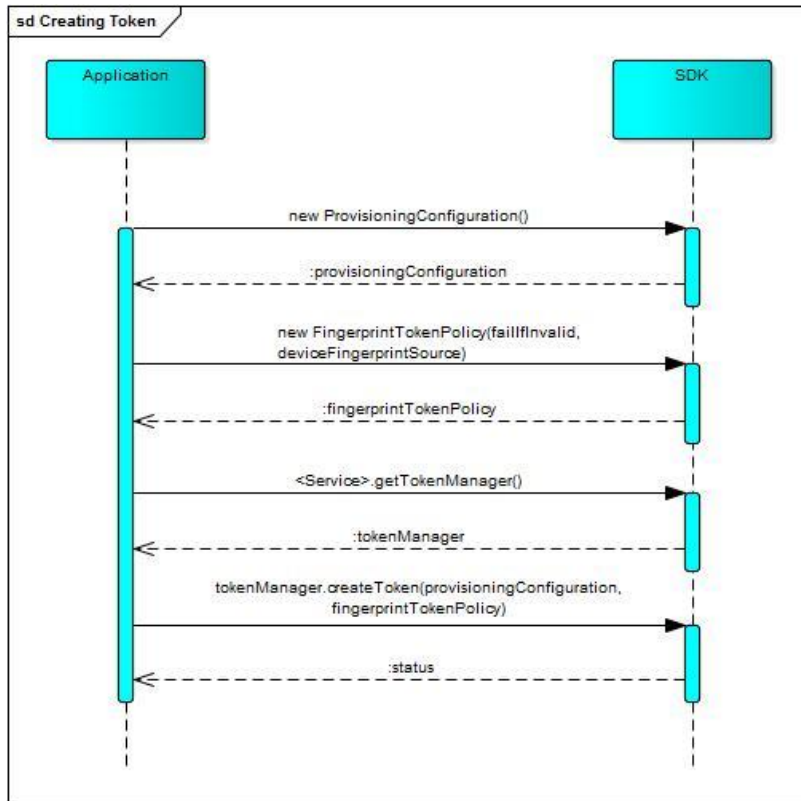 sd Creating Token
Application
SDK
new ProvisioningConfiguration()
:provisioningConfiguration
new FingerprintTokenPolicy(failIfInvalid,
deviceFingerprintSource)
:fingerprintTokenPolicy
<Service>.getTokenManager()
:tokenManager
tokenManager.createToken(provisioningConfiguration,
fingerprintTokenPolicy)
:status